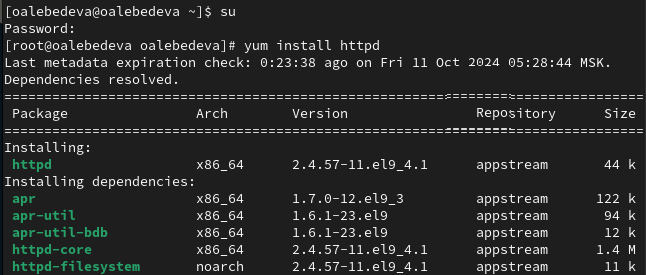 [oalebedeva@oalebedeva ~]$ su
Password:
[root@oalebedeva oalebedeva]# yum install httpd
Last metadata expiration check: 0:23:38 ago on Fri 11 Oct 2024 05:28:44 MSK.
Dependencies resolved.
================================================================================
Package Arch Version Repository Size
================================================================================
Installing:
httpd x86_64 2.4.57-11.el9_4.1 appstream 44 k
Installing dependencies:
apr x86_64 1.7.0-12.el9_3 appstream 122 k
apr-util x86_64 1.6.1-23.el9 appstream 94 k
apr-util-bdb x86_64 1.6.1-23.el9 appstream 12 k
httpd-core x86_64 2.4.57-11.el9_4.1 appstream 1.4 M
httpd-filesystem noarch 2.4.57-11.el9_4.1 appstream 11 k